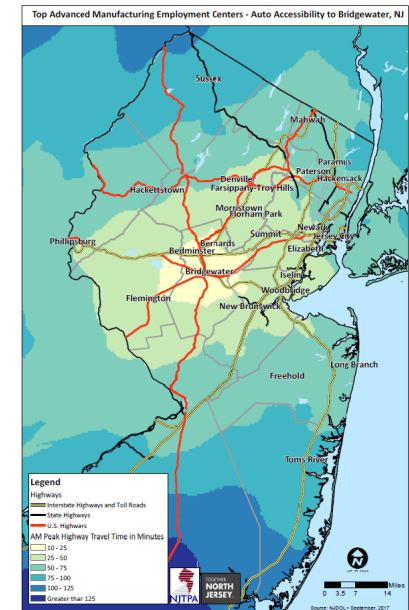 Top Advanced Manufacturing Employment Centers - Auto Accessibility to Bridgewater, NJ
Sussex
Mahwah
Paramus
Paterson
Hackensack
Denville
Parsippany-Troy Hills
Hackettstown
Morristown
Florham Park
Newark
Jersey City
Summit
Phillipsburg
Bernards
Elizabeth
Bedminster
Bridgewater
Iselin
Woodbridge
Flemington
New Brunswick
Long Branch
Freehold
Toms River
Legend
Highways
Interstate Highways and Toll Roads
State Highways
U.S. Highways
AM Peak Highway Travel Time in Minutes
10 - 25
25 - 50
50 - 75
75 - 100
100 - 125
Greater than 125
NJTPA
TOGETHER
NORTH
JERSEY
0 3.5 7 14
Miles
Source: NJDOL - September, 2017